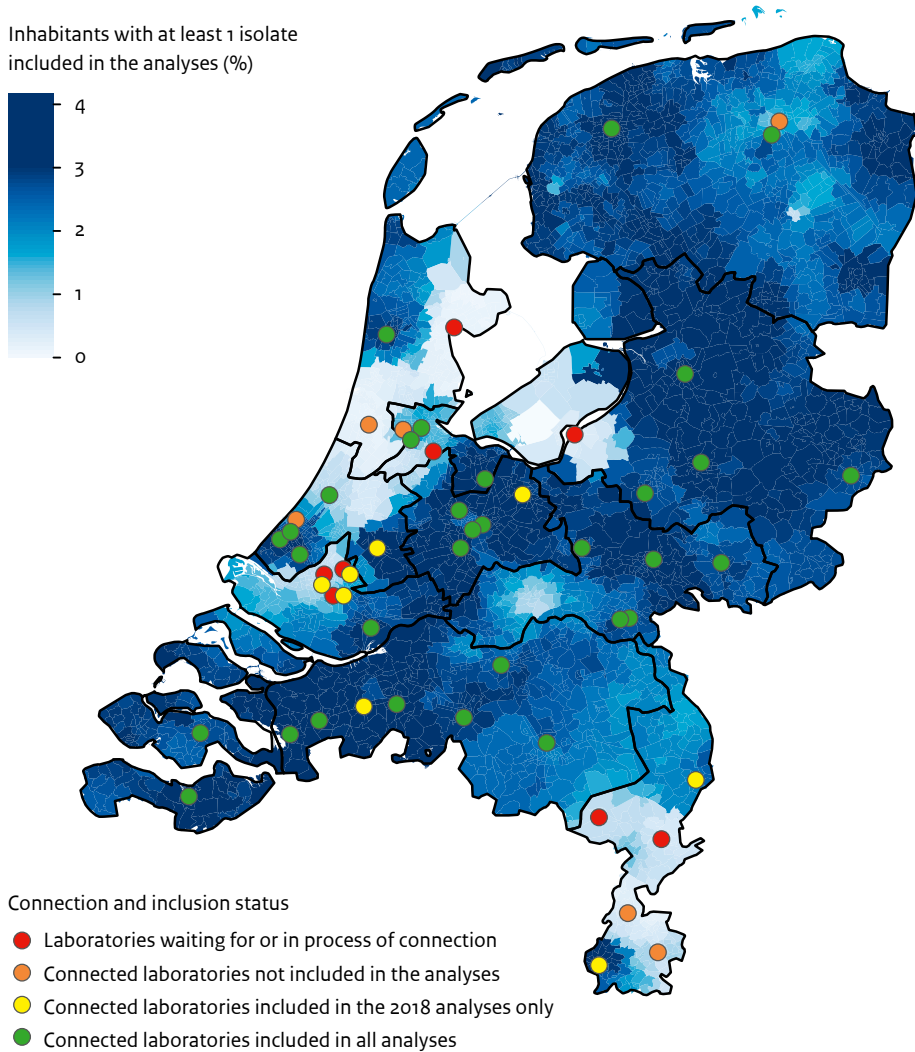 Inhabitants with at least 1 isolate
included in the analyses (%)
4
3
2
1
0
Connection and inclusion status
Laboratories waiting for or in process of connection
Connected laboratories not included in the analyses
Connected laboratories included in the 2018 analyses only
Connected laboratories included in all analyses